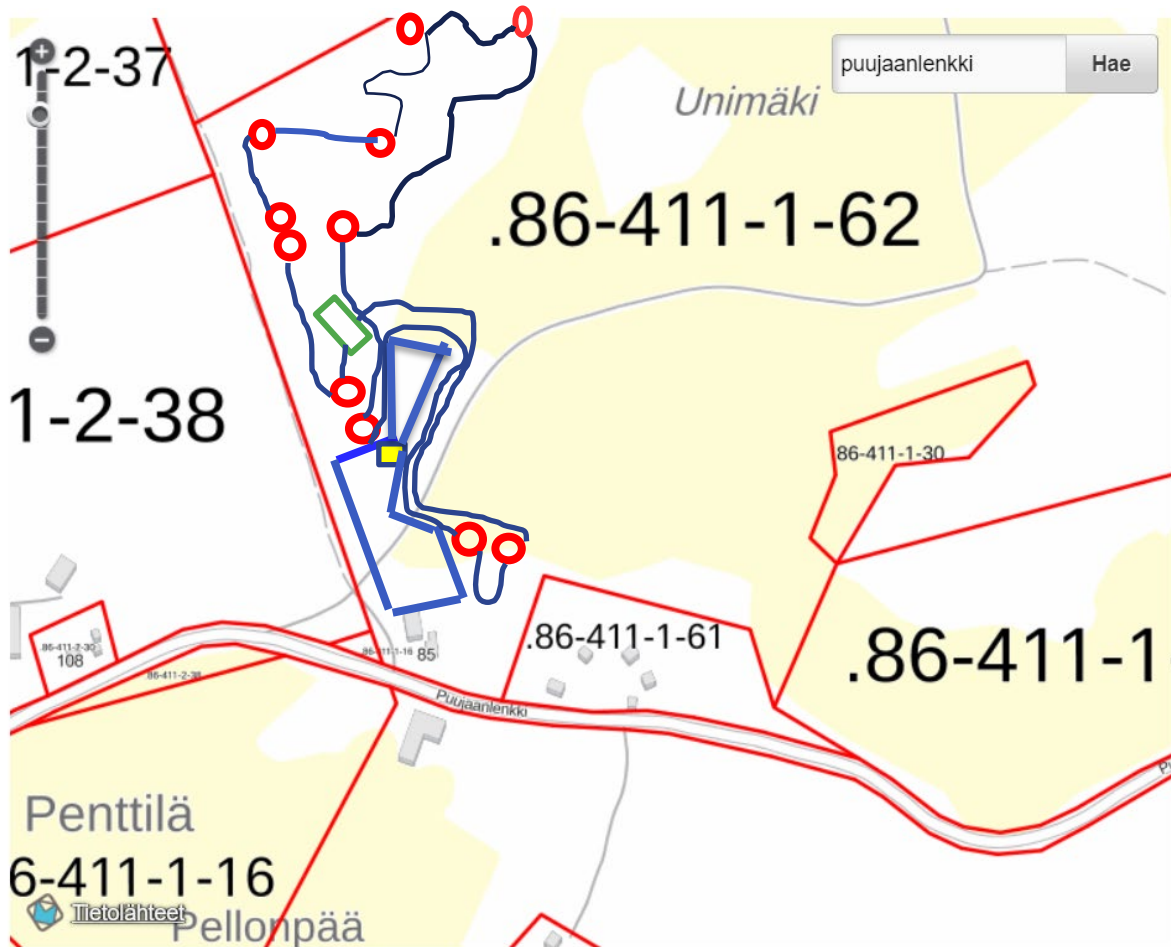 1-2-37
puujaanlenkki
Hae
Unimäki
.86-411-1-62
1-2-38
86-411-1-30
.86-411-2-30
108
86-411-1-16
85
.86-411-1-61
.86-411-1
Puujaanlenkki
Penttilä
6-411-1-16
Tietolähteet
Pellonpää